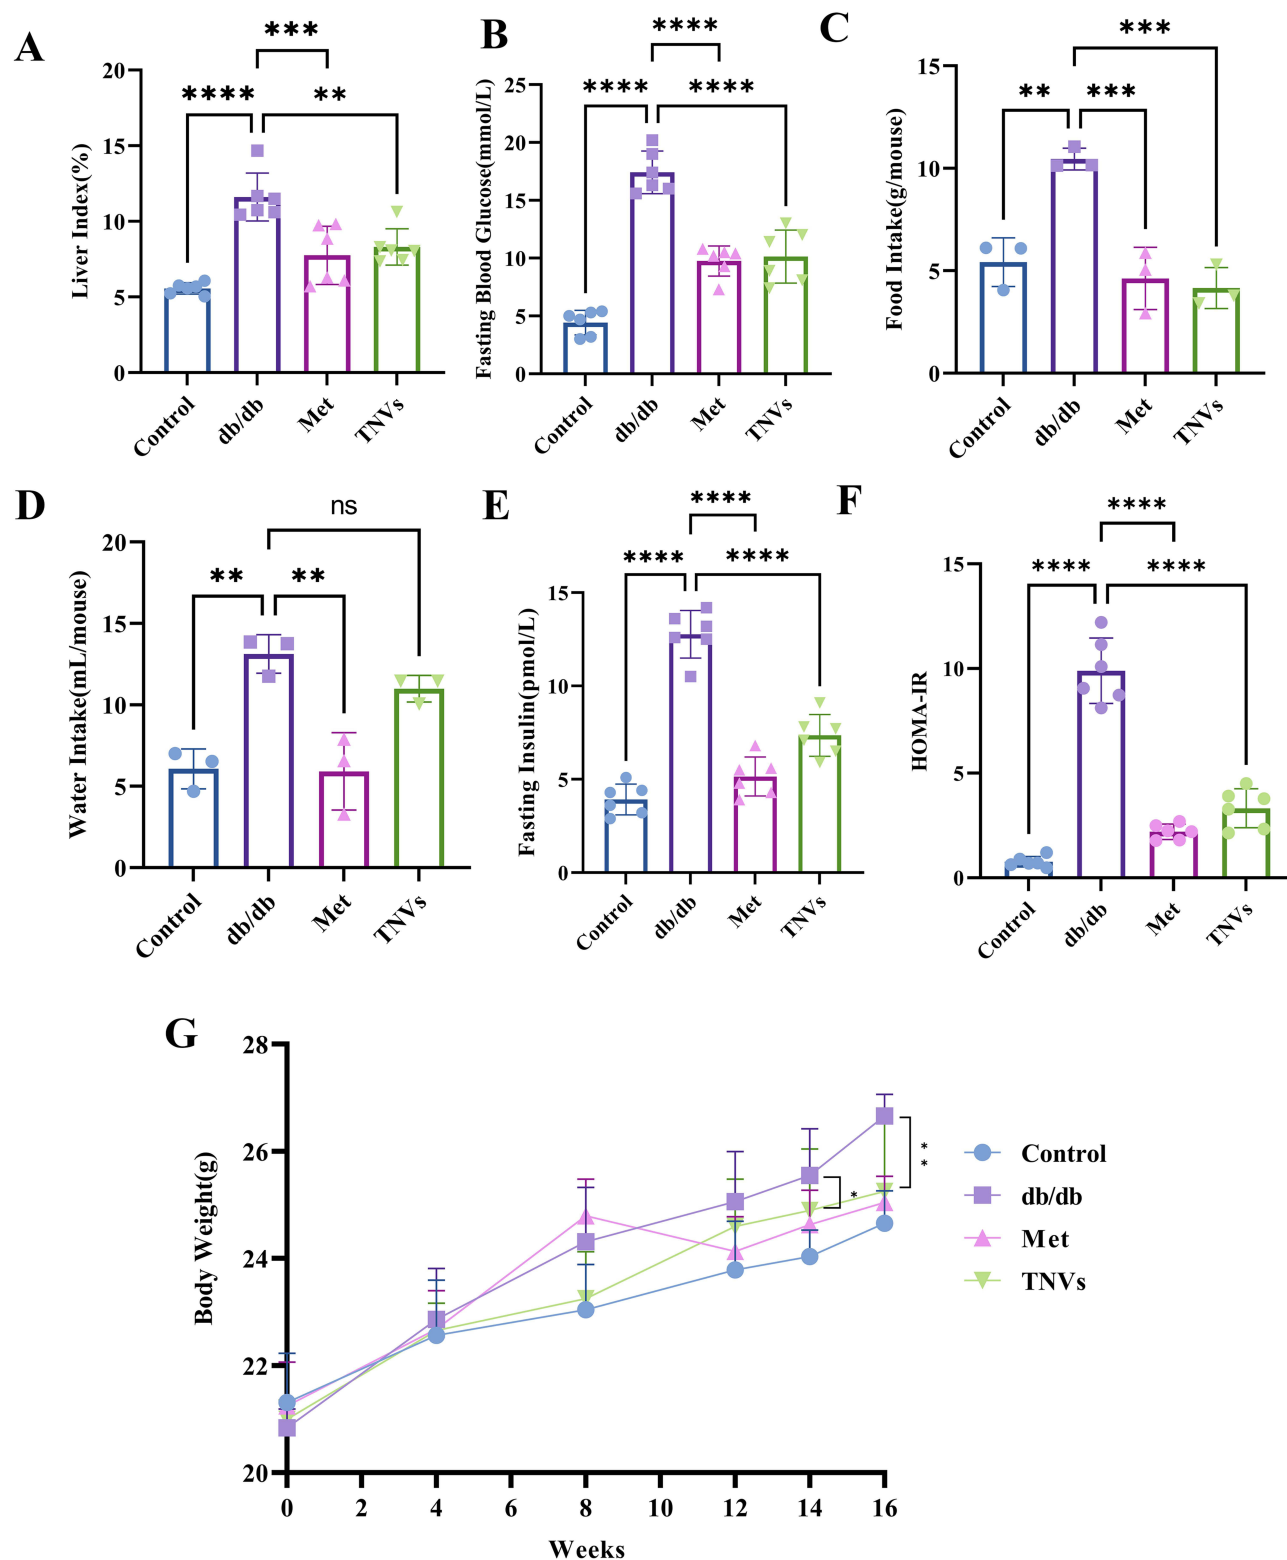 A
Liver Index(%)
20
15
10
5
0
****
***
**
Control
db/db
Met
TNVs
B
Fasting Blood Glucose(mmol/L)
25
20
15
10
5
0
****
****
****
Control
db/db
Met
TNVs
C
Food Intake(g/mouse)
15
10
5
0
**
***
***
Control
db/db
Met
TNVs
D
Water Intake(mL/mouse)
20
15
10
5
0
**
**
ns
Control
db/db
Met
TNVs
E
Fasting Insulin(pmol/L)
15
10
5
0
****
****
****
Control
db/db
Met
TNVs
F
HOMA-IR
15
10
5
0
****
****
****
Control
db/db
Met
TNVs
G
Body Weight(g)
28
26
24
22
20
0 2 4 6 8 10 12 14 16
Weeks
*
**
Control
db/db
Met
TNVs